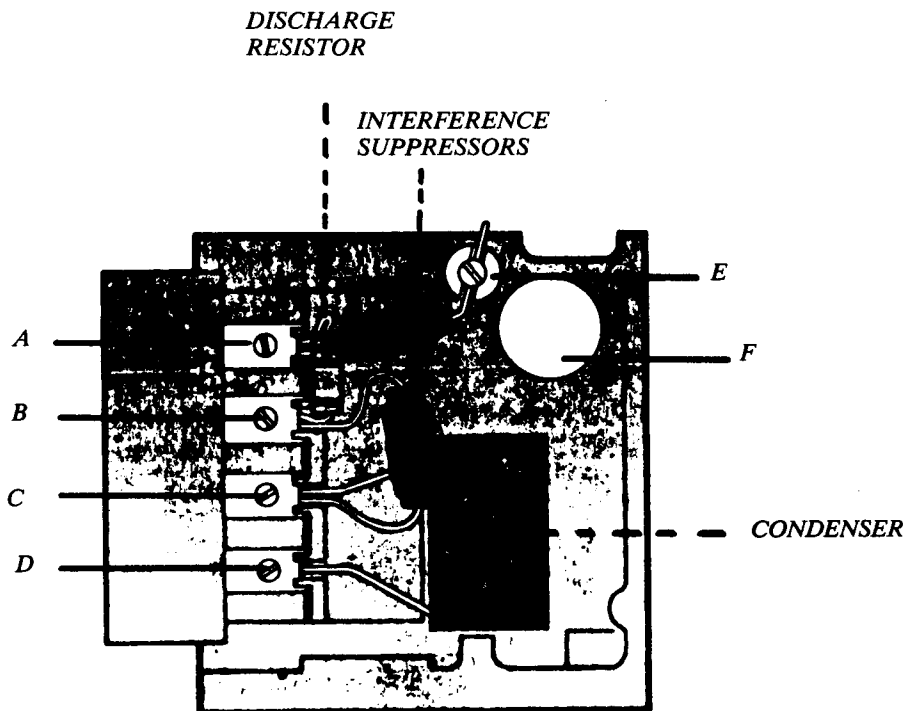 DISCHARGE
RESISTOR
INTERFERENCE
SUPPRESSORS
E
A
F
B
C
CONDENSER
D